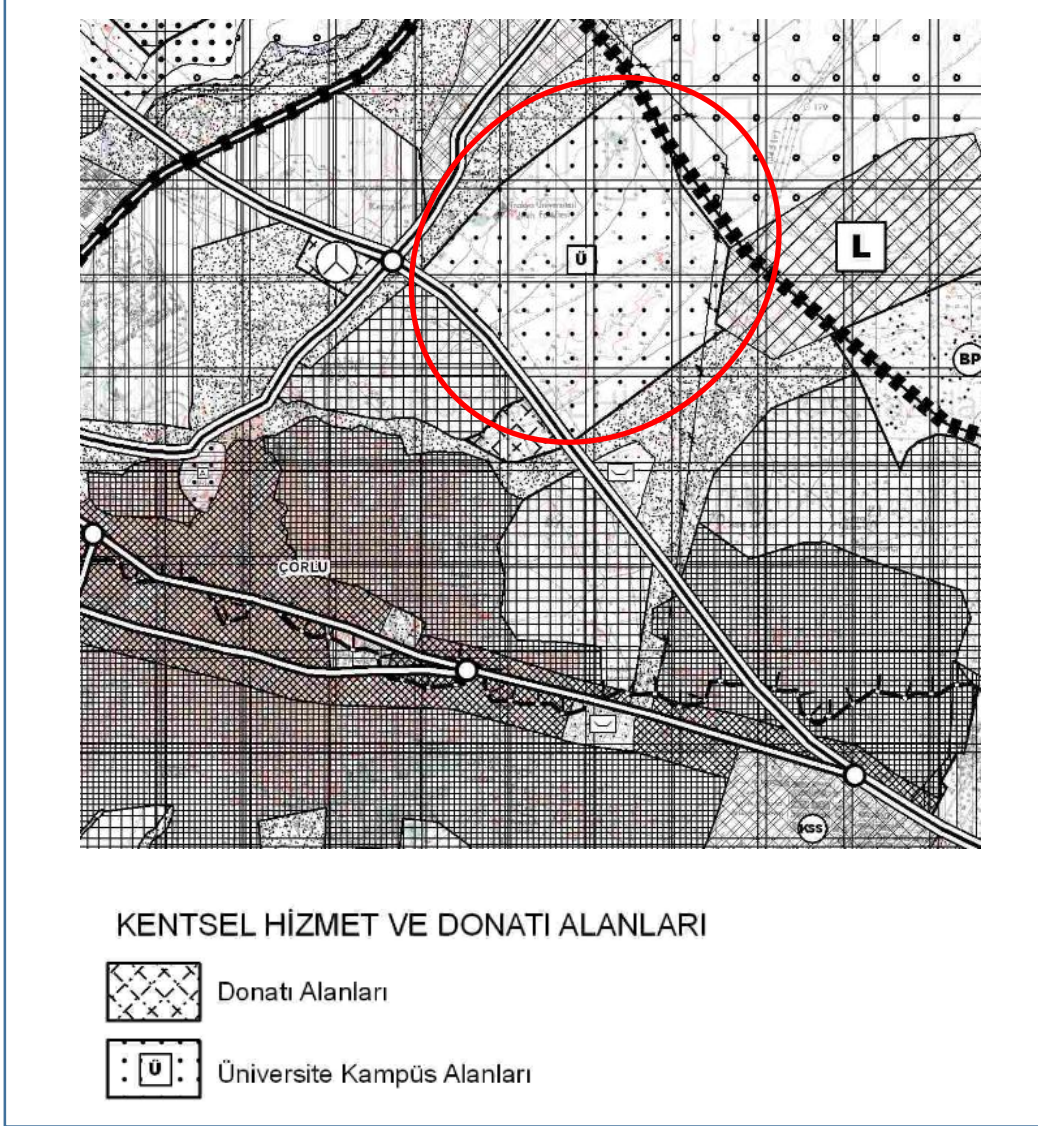 Ü
L
BP
ÇORLU
KSS
KENTSEL HİZMET VE DONATI ALANLARI
Donatı Alanları
Ü
Üniversite Kampüs Alanları